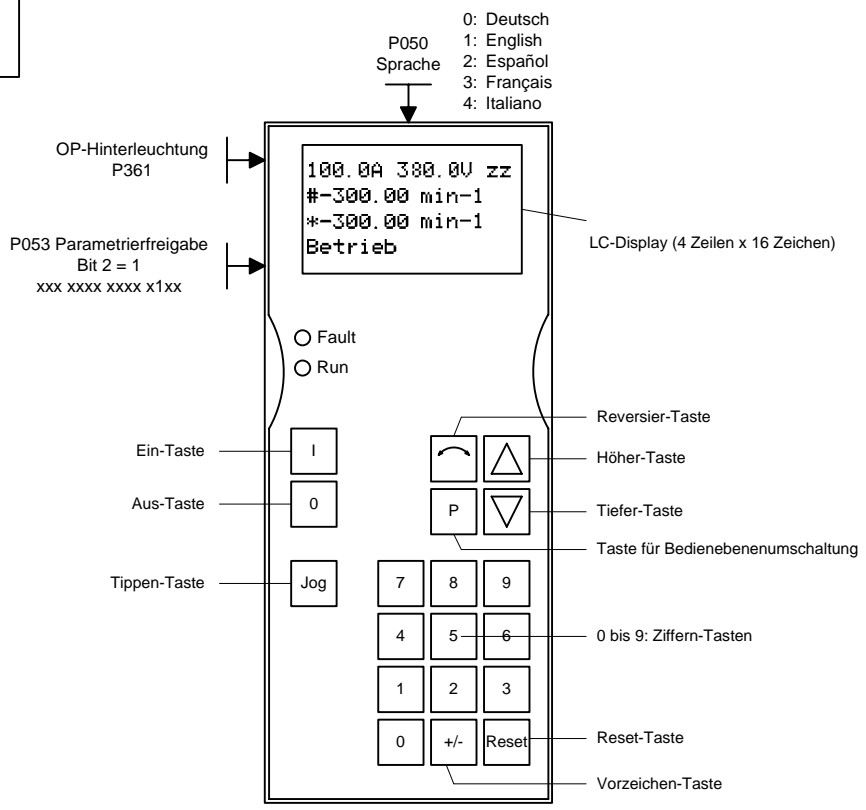 P050
Sprache
0: Deutsch
1: English
2: Español
3: Français
4: Italiano
OP-Hinterleuchtung
P361
P053 Parametrierfreigabe
Bit 2 = 1
xxx xxxx xxxx x1xx
100.0A 380.0V zz
#-300.00 min-1
*-300.00 min-1
Betrieb
LC-Display (4 Zeilen x 16 Zeichen)
Fault
Run
Ein-Taste
I
Aus-Taste
0
Tippen-Taste
Jog
Reversier-Taste
Höher-Taste
P
Tiefer-Taste
Taste für Bedienebenenumschaltung
7 8 9
4 5 6
0 bis 9: Ziffern-Tasten
1 2 3
0 +/- Reset
Reset-Taste
Vorzeichen-Taste